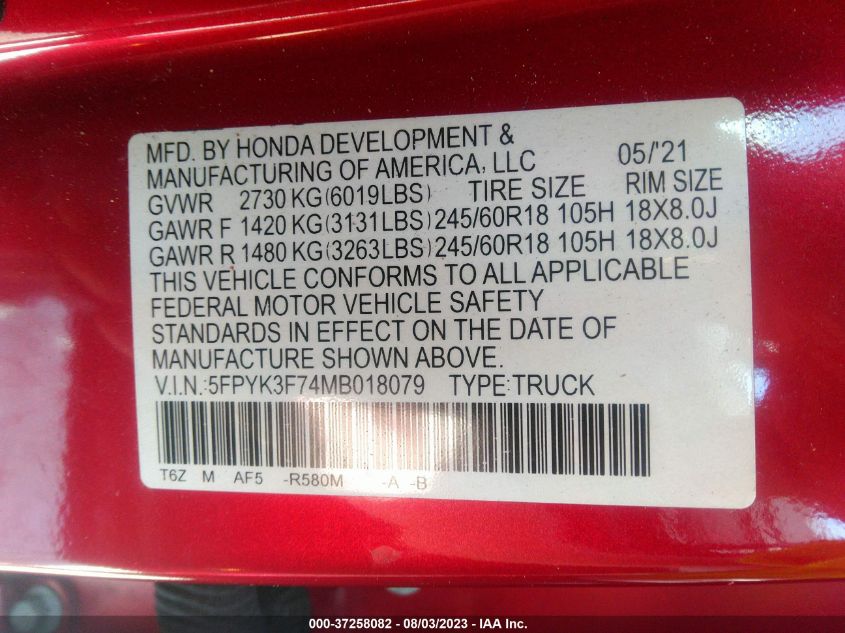 MFD. BY HONDA DEVELOPMENT &
MANUFACTURING OF AMERICA, LLC 05/'21
GVWR 2730 KG(6019LBS) TIRE SIZE RIM SIZE
GAWR F 1420 KG(3131LBS) 245/60R18 105H 18X8.0J
GAWR R 1480 KG(3263LBS) 245/60R18 105H 18X8.0J
THIS VEHICLE CONFORMS TO ALL APPLICABLE
FEDERAL MOTOR VEHICLE SAFETY
STANDARDS IN EFFECT ON THE DATE OF
MANUFACTURE SHOWN ABOVE.
V.I.N.:5FPYK3F74MB018079 TYPE:TRUCK
T6Z M AF5 -R580M -A -B
000-37258082 - 08/03/2023 - IAA Inc.